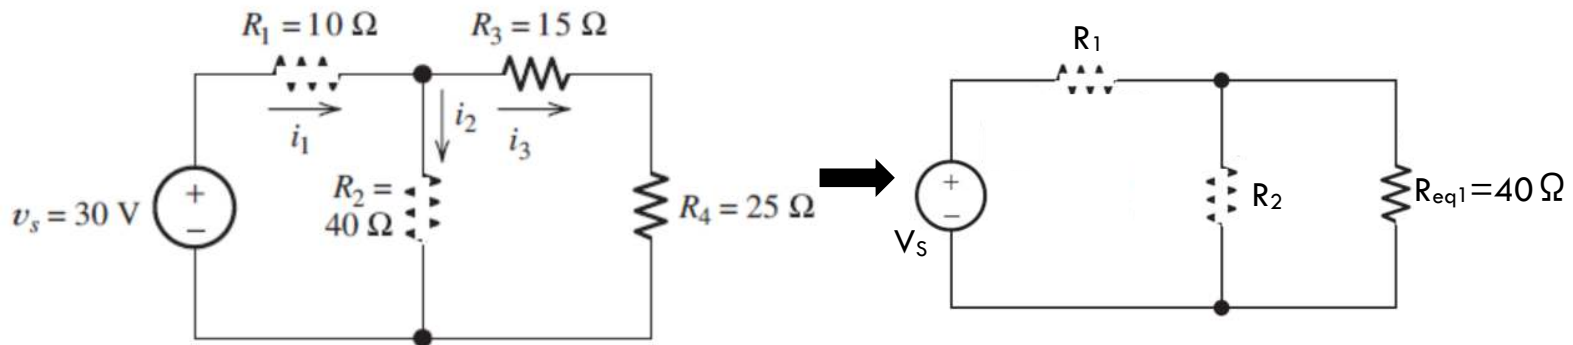 R₁ = 10 Ω
R₃ = 15 Ω
i₁
i₂
i₃
+
−
vₛ = 30 V
R₂ =
40 Ω
R₄ = 25 Ω
R₁
+
−
Vₛ
R₂
Rₑq₁=40 Ω